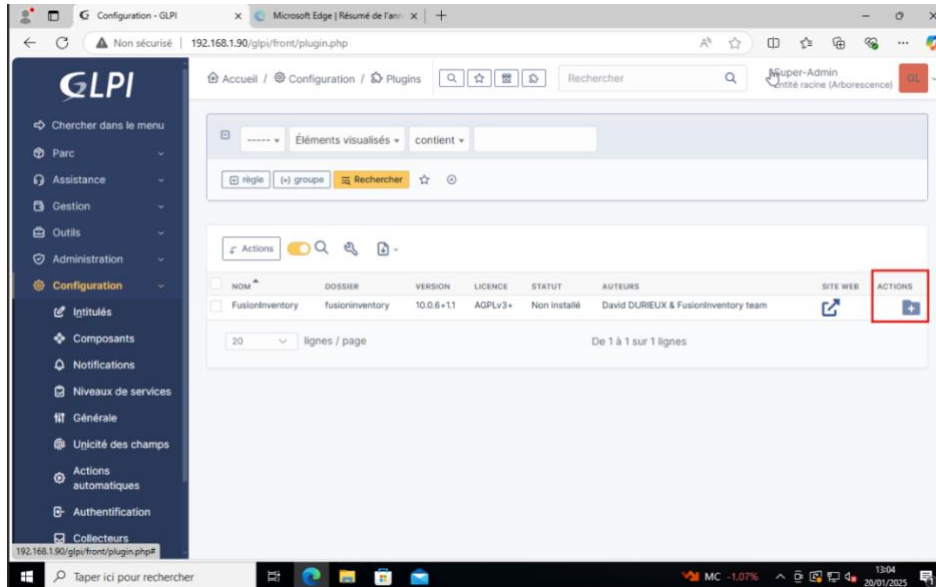 Configuration - GLPI
Microsoft Edge | Résumé de l'ann
Non sécurisé
192.168.1.90/glpi/front/plugin.php
GLPI
Accueil / Configuration / Plugins
Rechercher
Super-Admin
Entité racine (Arborescence)
GL
Chercher dans le menu
Parc
Assistance
Gestion
Outils
Administration
Configuration
Intitulés
Composants
Notifications
Niveaux de services
Générale
Unicité des champs
Actions
automatiques
Authentification
Collecteurs
-----
Éléments visualisés
contient
règle
(+) groupe
Rechercher
Actions
NOM DOSSIER VERSION LICENCE STATUT AUTEURS SITE WEB ACTIONS
FusionInventory fusioninventory 10.0.6+1.1 AGPLv3+ Non installé David DURIEUX & FusionInventory team
20 lignes / page De 1 à 1 sur 1 lignes
192.168.1.90/glpi/front/plugin.php#
Taper ici pour rechercher
MC -1,07%
13:04
20/01/2025